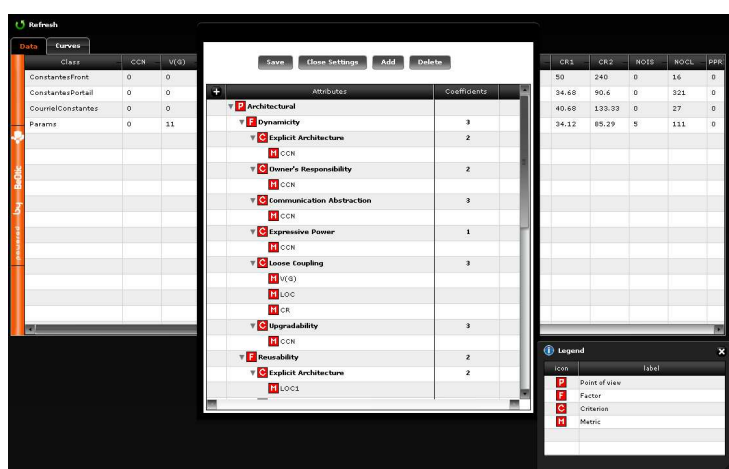 Refresh
Data Curves
Class CCN V(G)
ConstantesFront 0 0
ConstantesPortail 0 0
CourrielConstantes 0 0
Params 0 11
powered by BeOtic
Save Close Settings Add Delete
+ Attributes Coefficients
P Architectural
F Dynamicity 3
C Explicit Architecture 2
M CCN
C Owner's Responsibility 2
M CCN
C Communication Abstraction 3
M CCN
C Expressive Power 1
M CCN
C Loose Coupling 3
M V(G)
M LOC
M CR
C Upgradability 3
M CCN
F Reusability 2
C Explicit Architecture 2
M LOC1
CR1 CR2 NOIS NOCL PPR
50 240 0 16 0
34.68 90.6 0 321 0
40.68 133.33 0 27 0
34.12 85.29 5 111 0
Legend
icon label
P Point of view
F Factor
C Criterion
M Metric